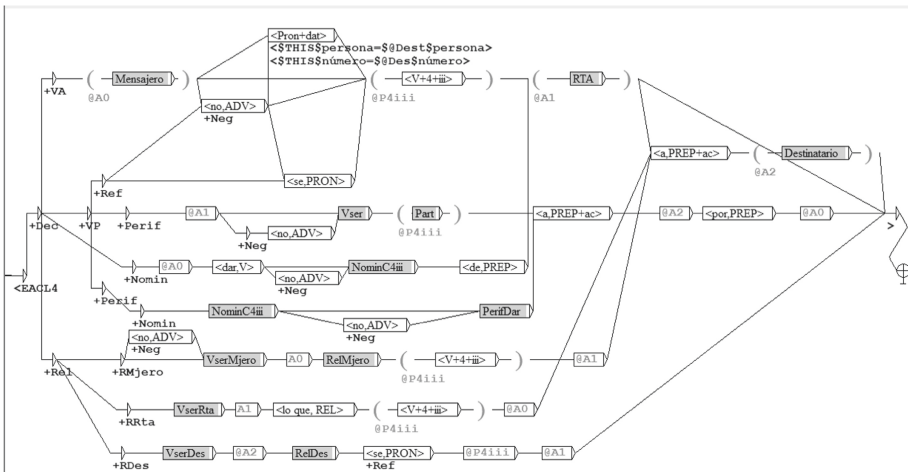 <Pron+dat>
<$THIS$persona=$@Dest$persona>
<$THIS$número=$@Des$número>
+VA ( Mensajero ) ( <V+4+iii> ) ( RTA )
@A0 @P4iii @A1
<no,ADV>
+Neg
<a,PREP+ac> ( Destinatario )
@A2
<se,PRON>
+Ref
+Dec +VP +Perif @A1 Vser ( Part ) <a,PREP+ac> @A2 <por,PREP> @A0 >
<no,ADV> @P4iii
+Neg
@A0 <dar,V> NominC4iii <de,PREP>
+Nomin <no,ADV>
+Neg
<EACL4
+Perif
NominC4iii PerifDar
+Nomin <no,ADV>
+Neg
<no,ADV>
+Neg
+Rel +RMjero VserMjero A0 RelMjero ( <V+4+iii> ) @A1
@P4iii
VserRta A1 <lo que, REL> ( <V+4+iii> ) @A0
+RRta @P4iii
VserDes @A2 RelDes <se,PRON> @P4iii @A1
+RDes +Ref